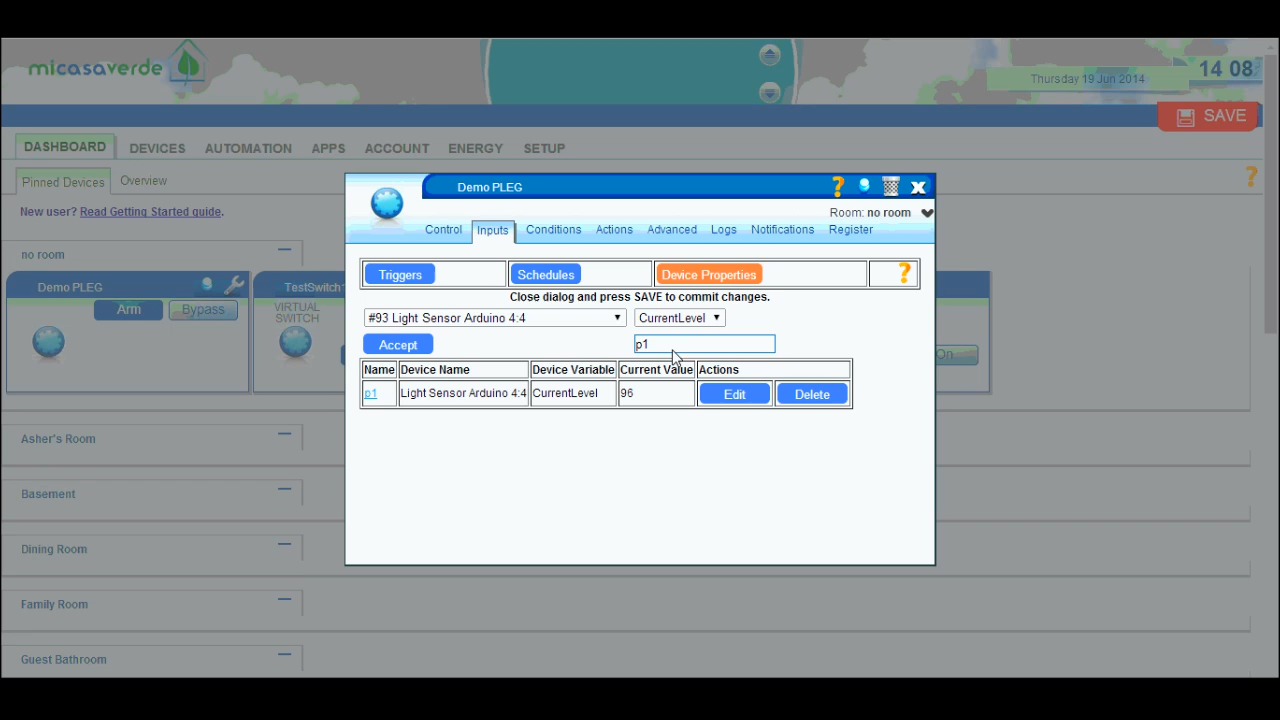 micasaverde
Thursday 19 Jun 2014
14 08
SAVE
DASHBOARD DEVICES AUTOMATION APPS ACCOUNT ENERGY SETUP
Pinned Devices Overview
?
New user? Read Getting Started guide.
no room
Demo PLEG
Arm Bypass
TestSwitch
VIRTUAL
SWITCH
On
Asher's Room
Basement
Dining Room
Family Room
Guest Bathroom
Demo PLEG
? X
Room: no room
Control Inputs Conditions Actions Advanced Logs Notifications Register
Triggers Schedules Device Properties ?
Close dialog and press SAVE to commit changes.
#93 Light Sensor Arduino 4:4 CurrentLevel
Accept p1
Name Device Name Device Variable Current Value Actions
p1 Light Sensor Arduino 4:4 CurrentLevel 96 Edit Delete